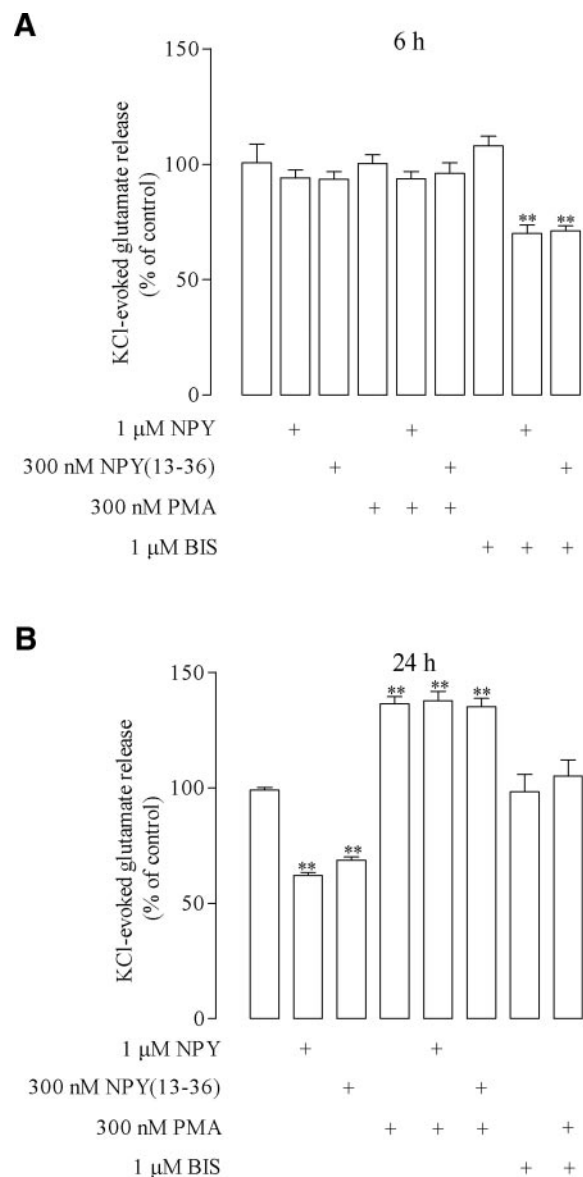 A
6 h
KCl-evoked glutamate release
(% of control)
150
100
50
0
** **
1 μM NPY + + +
300 nM NPY(13-36) + + +
300 nM PMA + + +
1 μM BIS + + +
B
24 h
KCl-evoked glutamate release
(% of control)
150
100
50
0
** ** ** ** **
1 μM NPY + +
300 nM NPY(13-36) + +
300 nM PMA + + + +
1 μM BIS + +